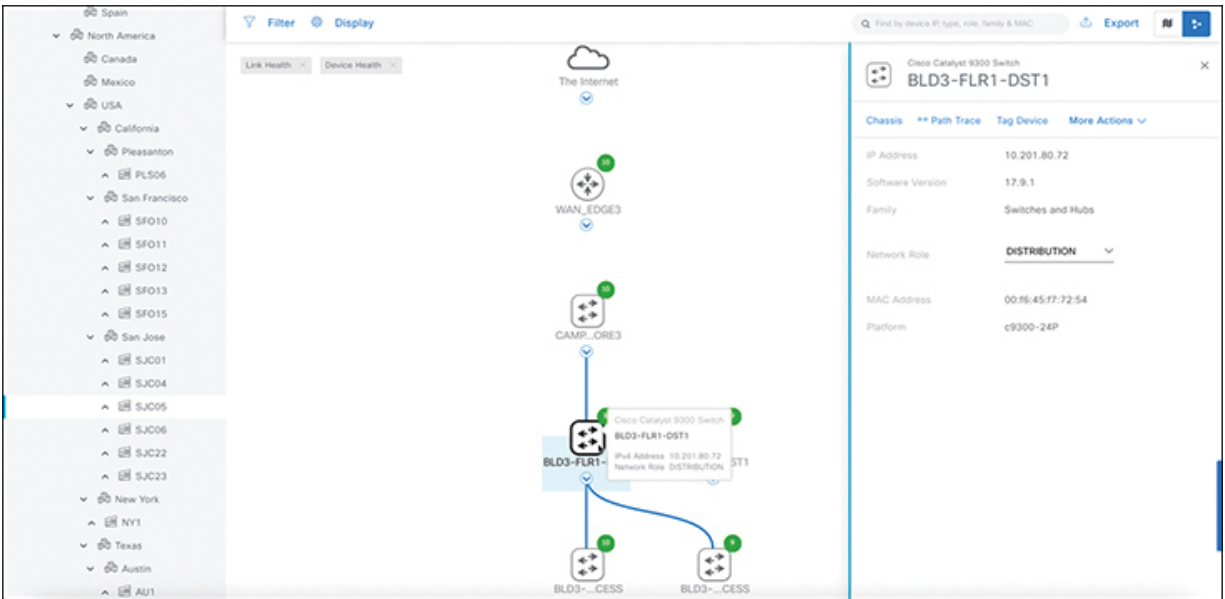 Spain
North America
Canada
Mexico
USA
California
Pleasanton
PLS06
San Francisco
SFO10
SFO11
SFO12
SFO13
SFO15
San Jose
SJC01
SJC04
SJC05
SJC06
SJC22
SJC23
New York
NY1
Texas
Austin
AU1
Filter Display
Find by device IP, type, role, family & MAC
Export
Link Health × Device Health ×
The Internet
10
WAN_EDGE3
10
CAMP...ORE3
Cisco Catalyst 9300 Switch
BLD3-FLR1-DST1
IPv4 Address 10.201.80.72
Network Role DISTRIBUTION
BLD3-FLR1-
ST1
10
BLD3-...CESS
9
BLD3-...CESS
Cisco Catalyst 9300 Switch
BLD3-FLR1-DST1
×
Chassis Path Trace Tag Device More Actions
IP Address 10.201.80.72
Software Version 17.9.1
Family Switches and Hubs
Network Role DISTRIBUTION
MAC Address 00:f6:45:f7:72:54
Platform c9300-24P